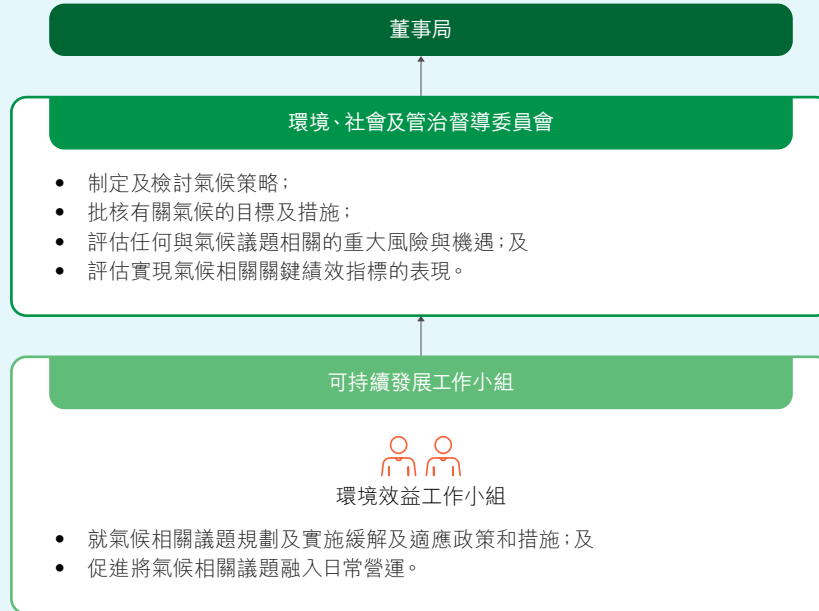 董事局
環境、社會及管治督導委員會
• 制定及檢討氣候策略；
• 批核有關氣候的目標及措施；
• 評估任何與氣候議題相關的重大風險與機遇；及
• 評估實現氣候相關關鍵績效指標的表現。
可持續發展工作小組
環境效益工作小組
• 就氣候相關議題規劃及實施緩解及適應政策和措施；及
• 促進將氣候相關議題融入日常營運。